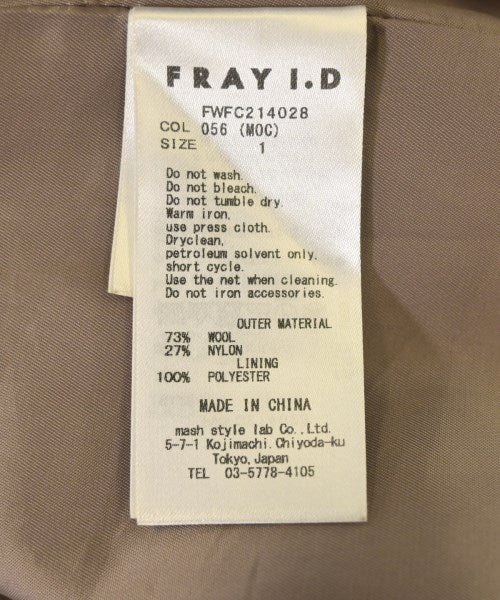 FRAY I.D
FWFC214028
COL 056 (MOC)
SIZE 1
Do not wash.
Do not bleach.
Do not tumble dry.
Warm iron,
use press cloth.
Dryclean,
petroleum solvent only.
short cycle.
Use the net when cleaning.
Do not iron accessories.
OUTER MATERIAL
73% WOOL
27% NYLON
LINING
100% POLYESTER
MADE IN CHINA
mash style lab Co.,Ltd.
5-7-1 Kojimachi,Chiyoda-ku
Tokyo,Japan
TEL 03-5778-4105